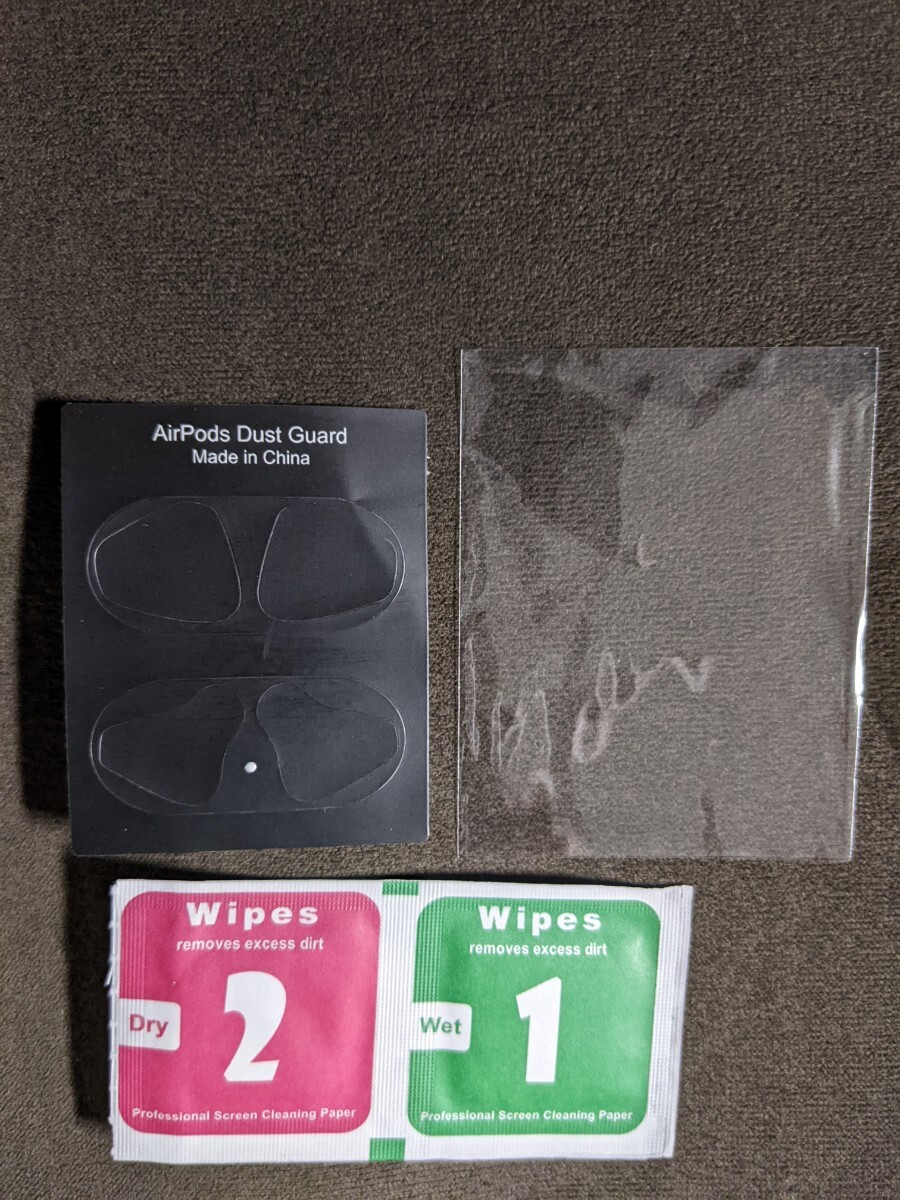 AirPods Dust Guard
Made in China
Wipes
removes excess dirt
2
Dry
Professional Screen Cleaning Paper
Wipes
removes excess dirt
1
Wet
Professional Screen Cleaning Paper